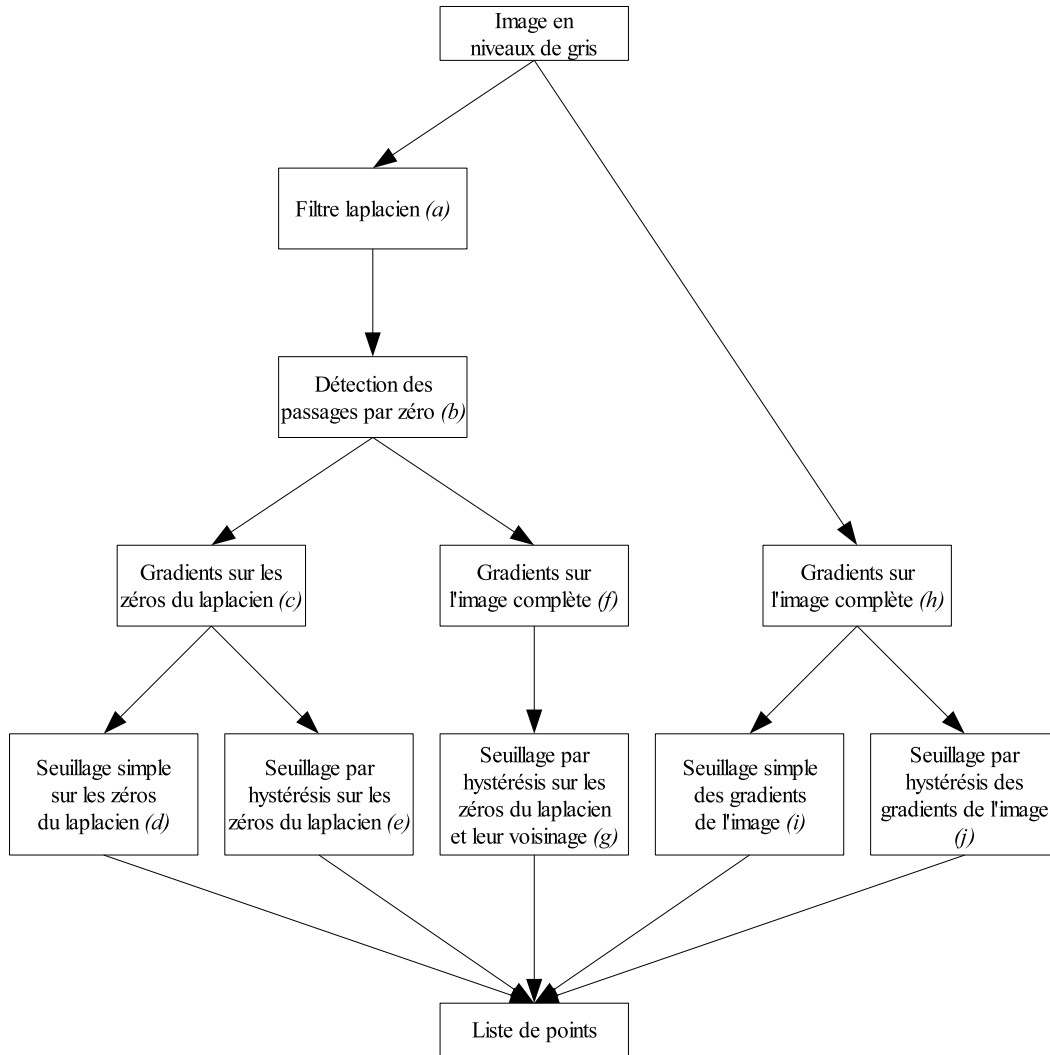 Image en
niveaux de gris
Filtre laplacien (a)
Détection des
passages par zéro (b)
Gradients sur les
zéros du laplacien (c)
Gradients sur
l'image complète (f)
Gradients sur
l'image complète (h)
Seuillage simple
sur les zéros
du laplacien (d)
Seuillage par
hystérésis sur les
zéros du laplacien (e)
Seuillage par
hystérésis sur les
zéros du laplacien
et leur voisinage (g)
Seuillage simple
des gradients
de l'image (i)
Seuillage par
hystérésis des
gradients de l'image
(j)
Liste de points